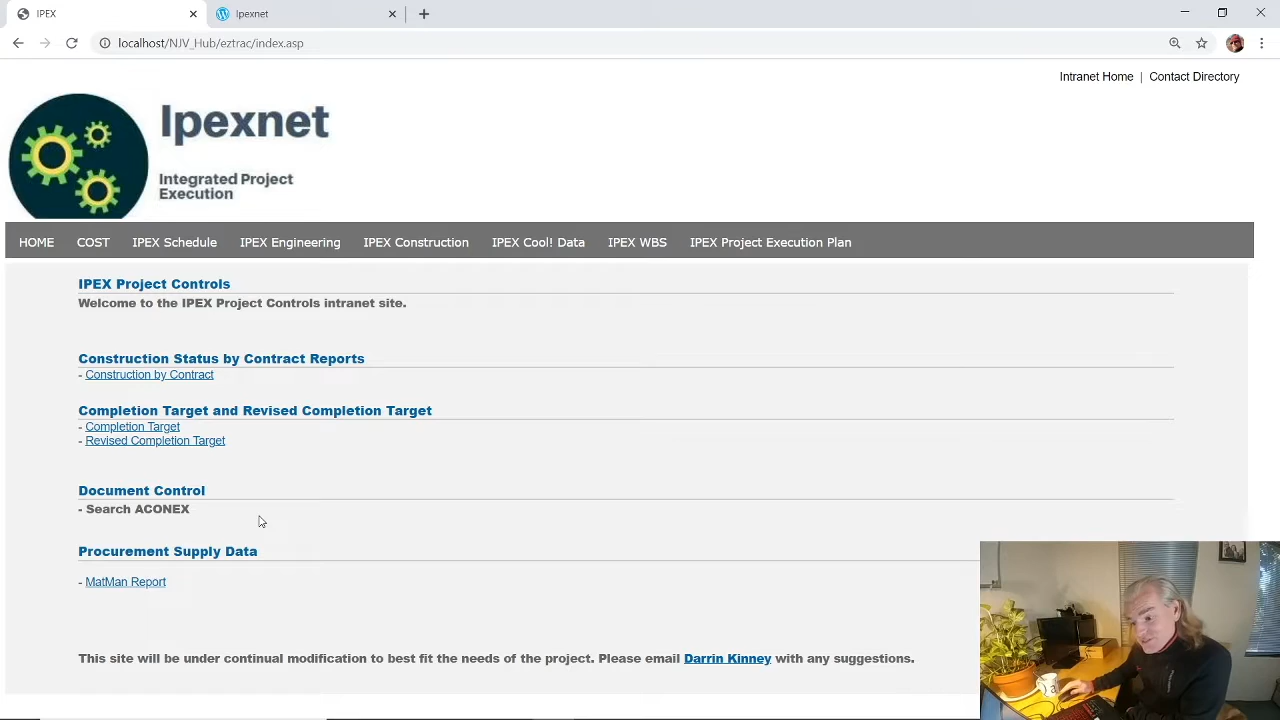 IPEX
Ipexnet
localhost/NJV_Hub/eztrac/index.asp
Intranet Home | Contact Directory
Ipexnet
Integrated Project
Execution
HOME COST IPEX Schedule IPEX Engineering IPEX Construction IPEX Cool! Data IPEX WBS IPEX Project Execution Plan
IPEX Project Controls
Welcome to the IPEX Project Controls intranet site.
Construction Status by Contract Reports
- Construction by Contract
Completion Target and Revised Completion Target
- Completion Target
- Revised Completion Target
Document Control
- Search ACONEX
Procurement Supply Data
- MatMan Report
This site will be under continual modification to best fit the needs of the project. Please email Darrin Kinney with any suggestions.